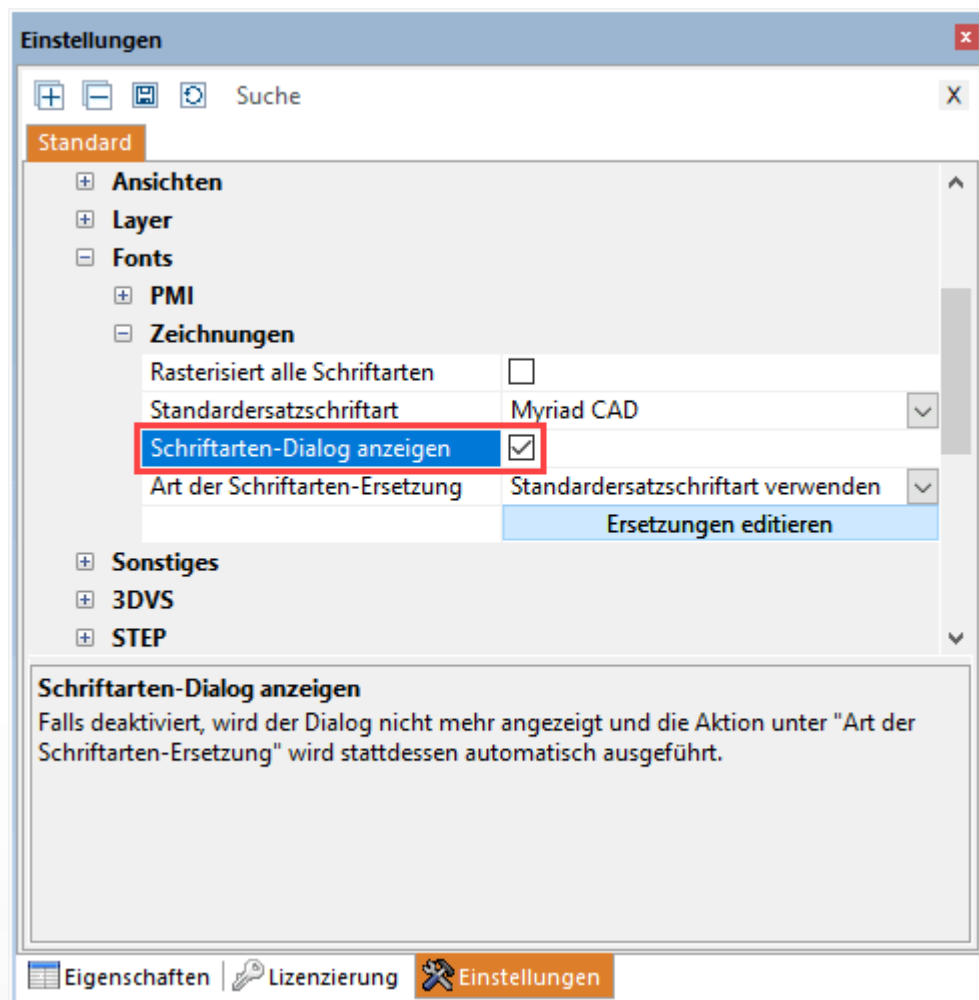 Einstellungen
Suche X
Standard
Ansichten
Layer
Fonts
PMI
Zeichnungen
Rasterisiert alle Schriftarten
Standardersatzschriftart Myriad CAD
Schriftarten-Dialog anzeigen
Art der Schriftarten-Ersetzung Standardersatzschriftart verwenden
Ersetzungen editieren
Sonstiges
3DVS
STEP
Schriftarten-Dialog anzeigen
Falls deaktiviert, wird der Dialog nicht mehr angezeigt und die Aktion unter "Art der
Schriftarten-Ersetzung" wird stattdessen automatisch ausgeführt.
Eigenschaften Lizenzierung Einstellungen